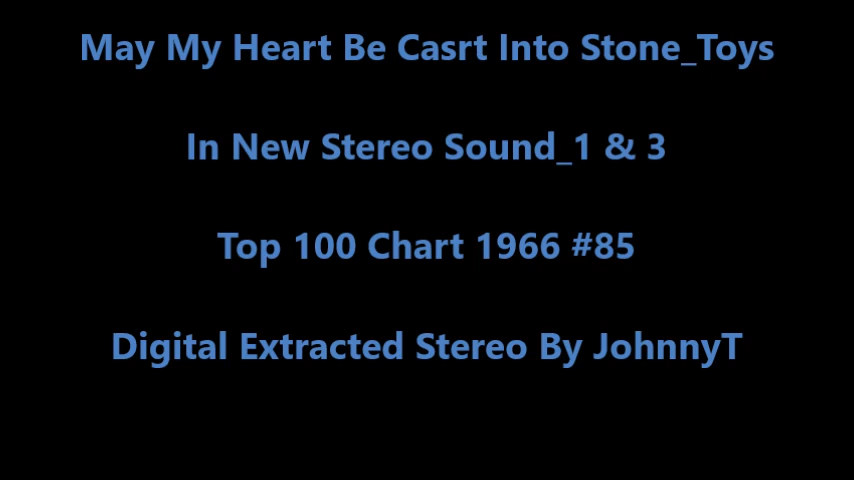 May My Heart Be Casrt Into Stone_Toys
In New Stereo Sound_1 & 3
Top 100 Chart 1966 #85
Digital Extracted Stereo By JohnnyT